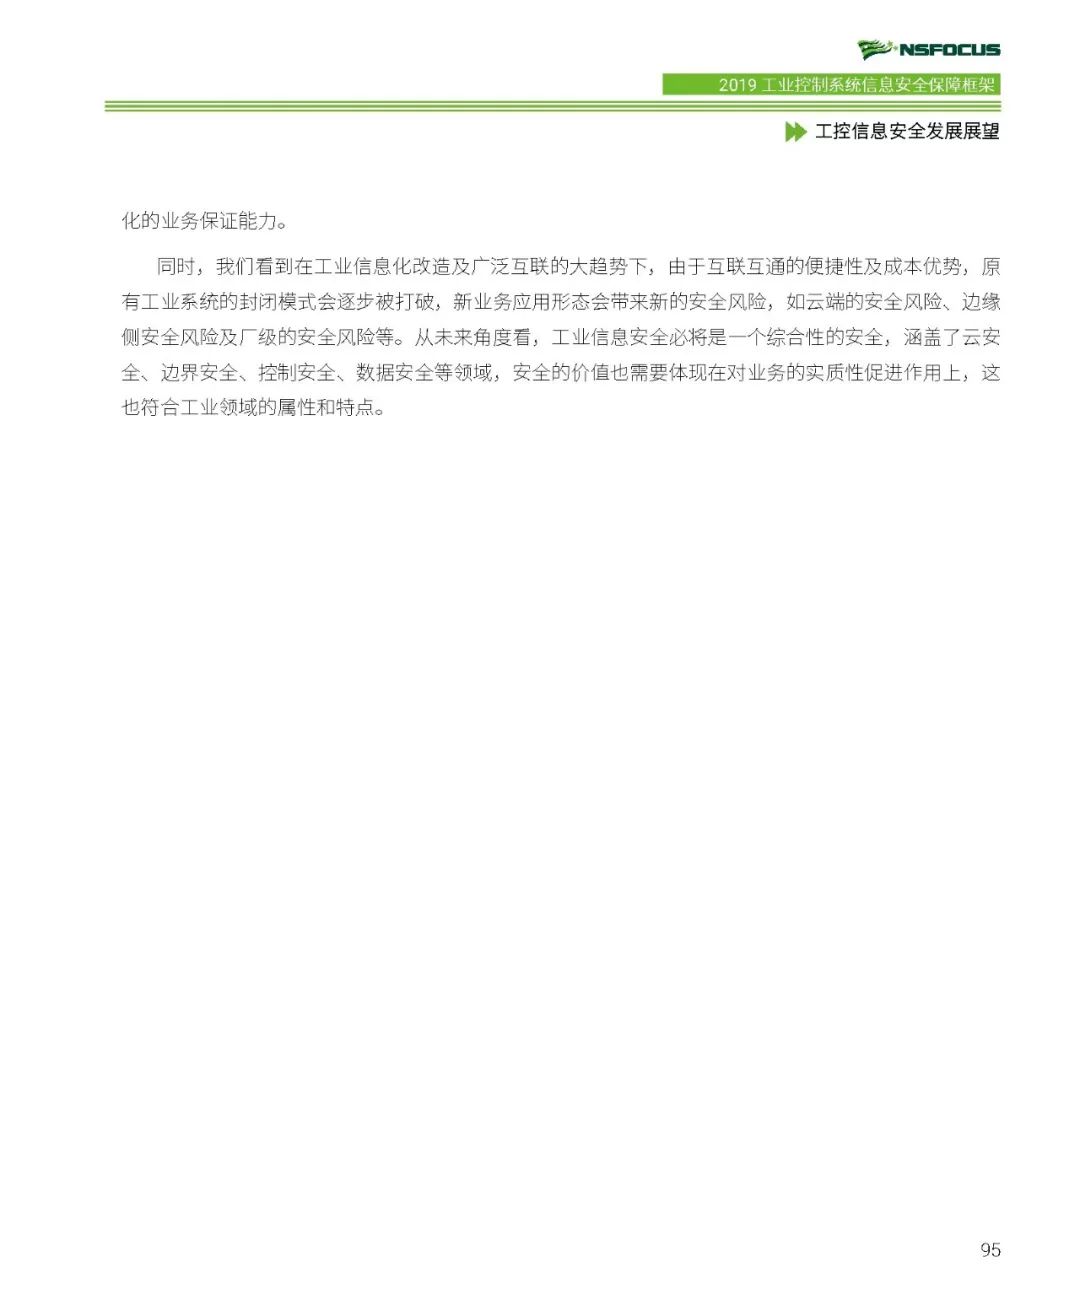 NSFOCUS
2019 工业控制系统信息安全保障框架
工控信息安全发展展望
化的业务保证能力。
同时，我们看到在工业信息化改造及广泛互联的大趋势下，由于互联互通的便捷性及成本优势，原
有工业系统的封闭模式会逐步被打破，新业务应用形态会带来新的安全风险，如云端的安全风险、边缘
侧安全风险及厂级的安全风险等。从未来角度看，工业信息安全必将是一个综合性的安全，涵盖了云安
全、边界安全、控制安全、数据安全等领域，安全的价值也需要体现在对业务的实质性促进作用上，这
也符合工业领域的属性和特点。
95